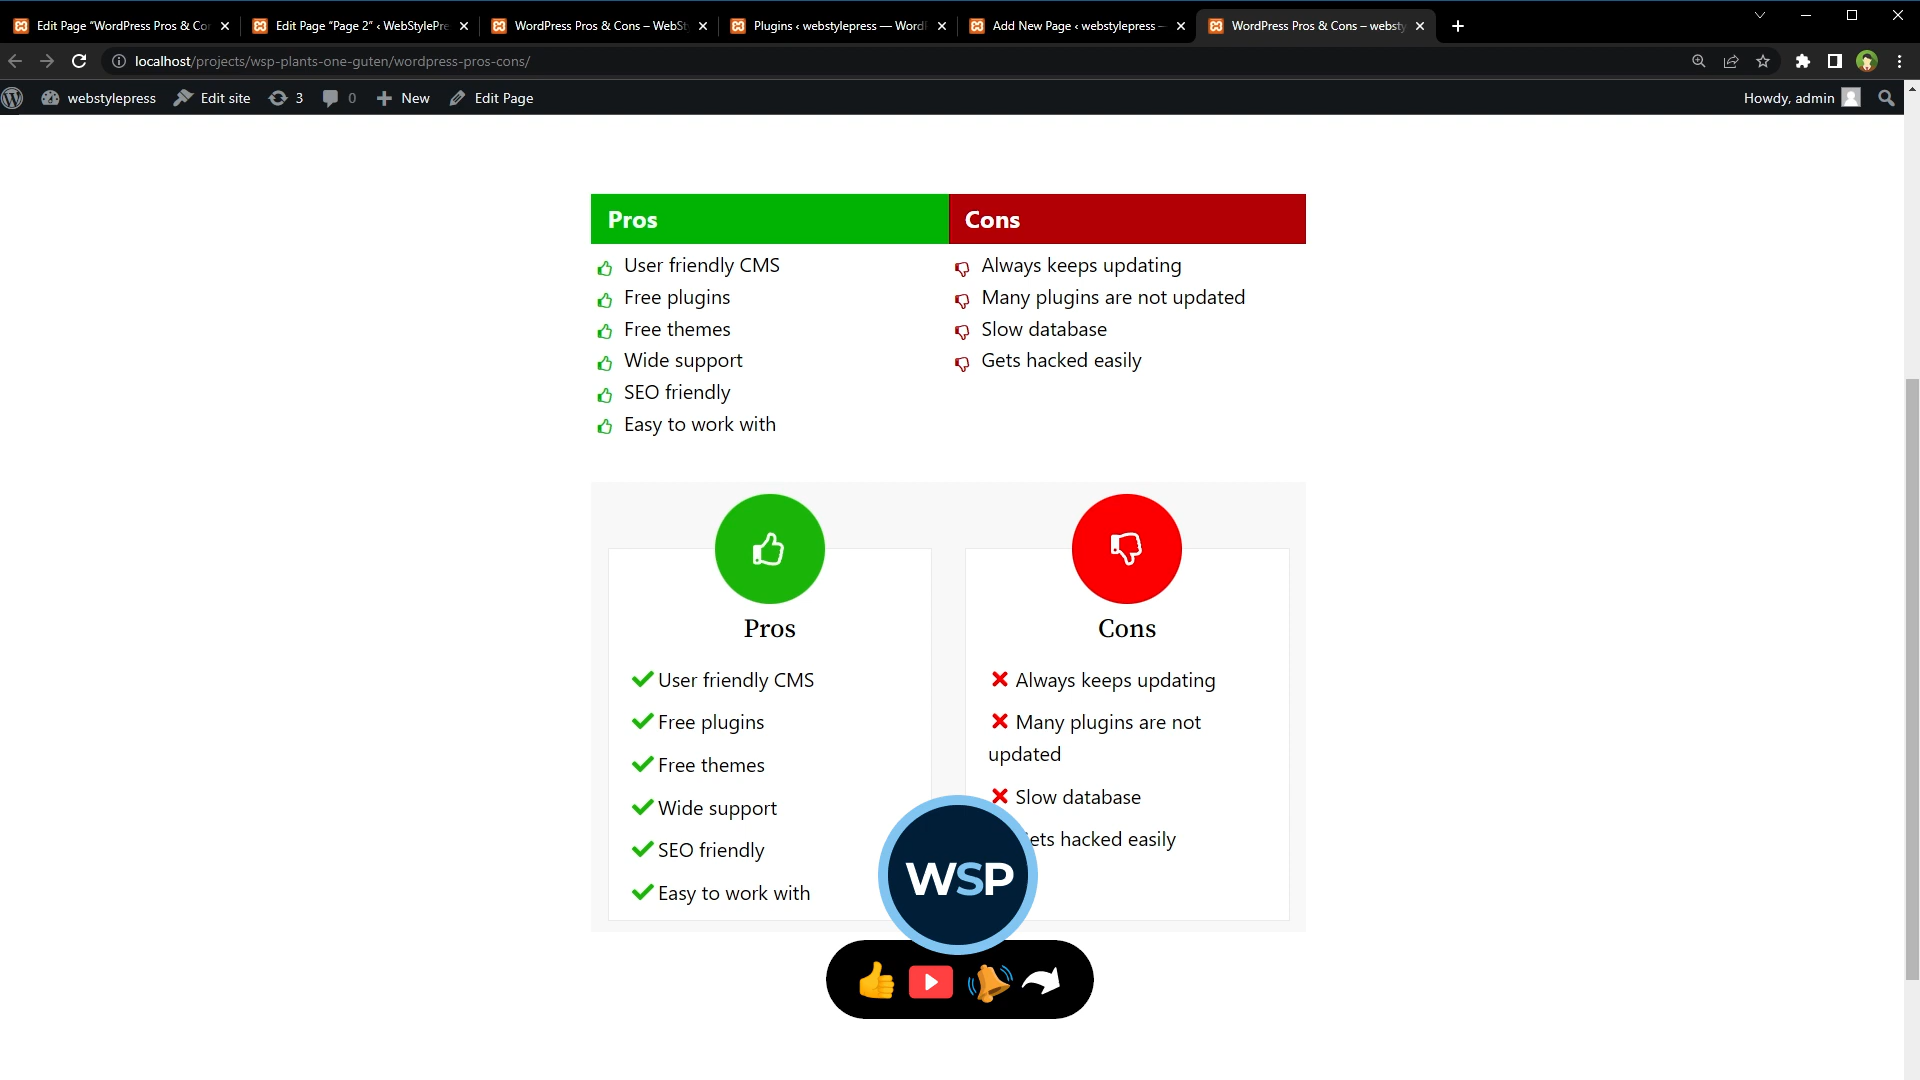 Edit Page "WordPress Pros & Co
Edit Page "Page 2" ‹ WebStylePre
WordPress Pros & Cons – WebSt
Plugins ‹ webstylepress — WordP
Add New Page ‹ webstylepress —
WordPress Pros & Cons – websty
localhost/projects/wsp-plants-one-guten/wordpress-pros-cons/
webstylepress
Edit site
3
0
New
Edit Page
Howdy, admin
Pros
Cons
User friendly CMS
Free plugins
Free themes
Wide support
SEO friendly
Easy to work with
Always keeps updating
Many plugins are not updated
Slow database
Gets hacked easily
Pros
User friendly CMS
Free plugins
Free themes
Wide support
SEO friendly
Easy to work with
Cons
Always keeps updating
Many plugins are not
updated
Slow database
ets hacked easily
WSP